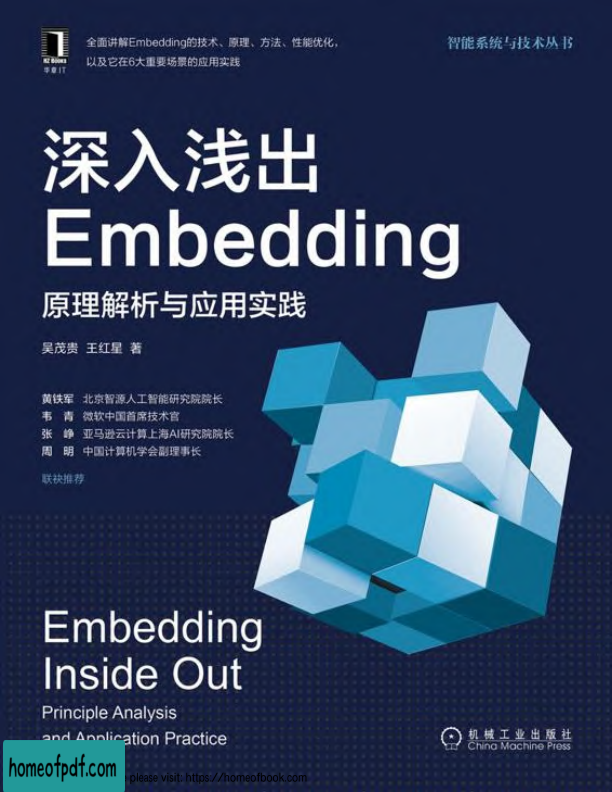 HZ Books
华章IT
全面讲解Embedding的技术、原理、方法、性能优化，
以及它在6大重要场景的应用实践
智能系统与技术丛书
深入浅出
Embedding
原理解析与应用实践
吴茂贵 王红星 著
黄铁军 北京智源人工智能研究院院长
韦 青 微软中国首席技术官
张 峥 亚马逊云计算上海AI研究院院长
周 明 中国计算机学会副理事长
联袂推荐
Embedding
Inside Out
Principle Analysis
and Application Practice
机械工业出版社
China Machine Press
homeofpdf.com
please visit: https://homeofbook.com